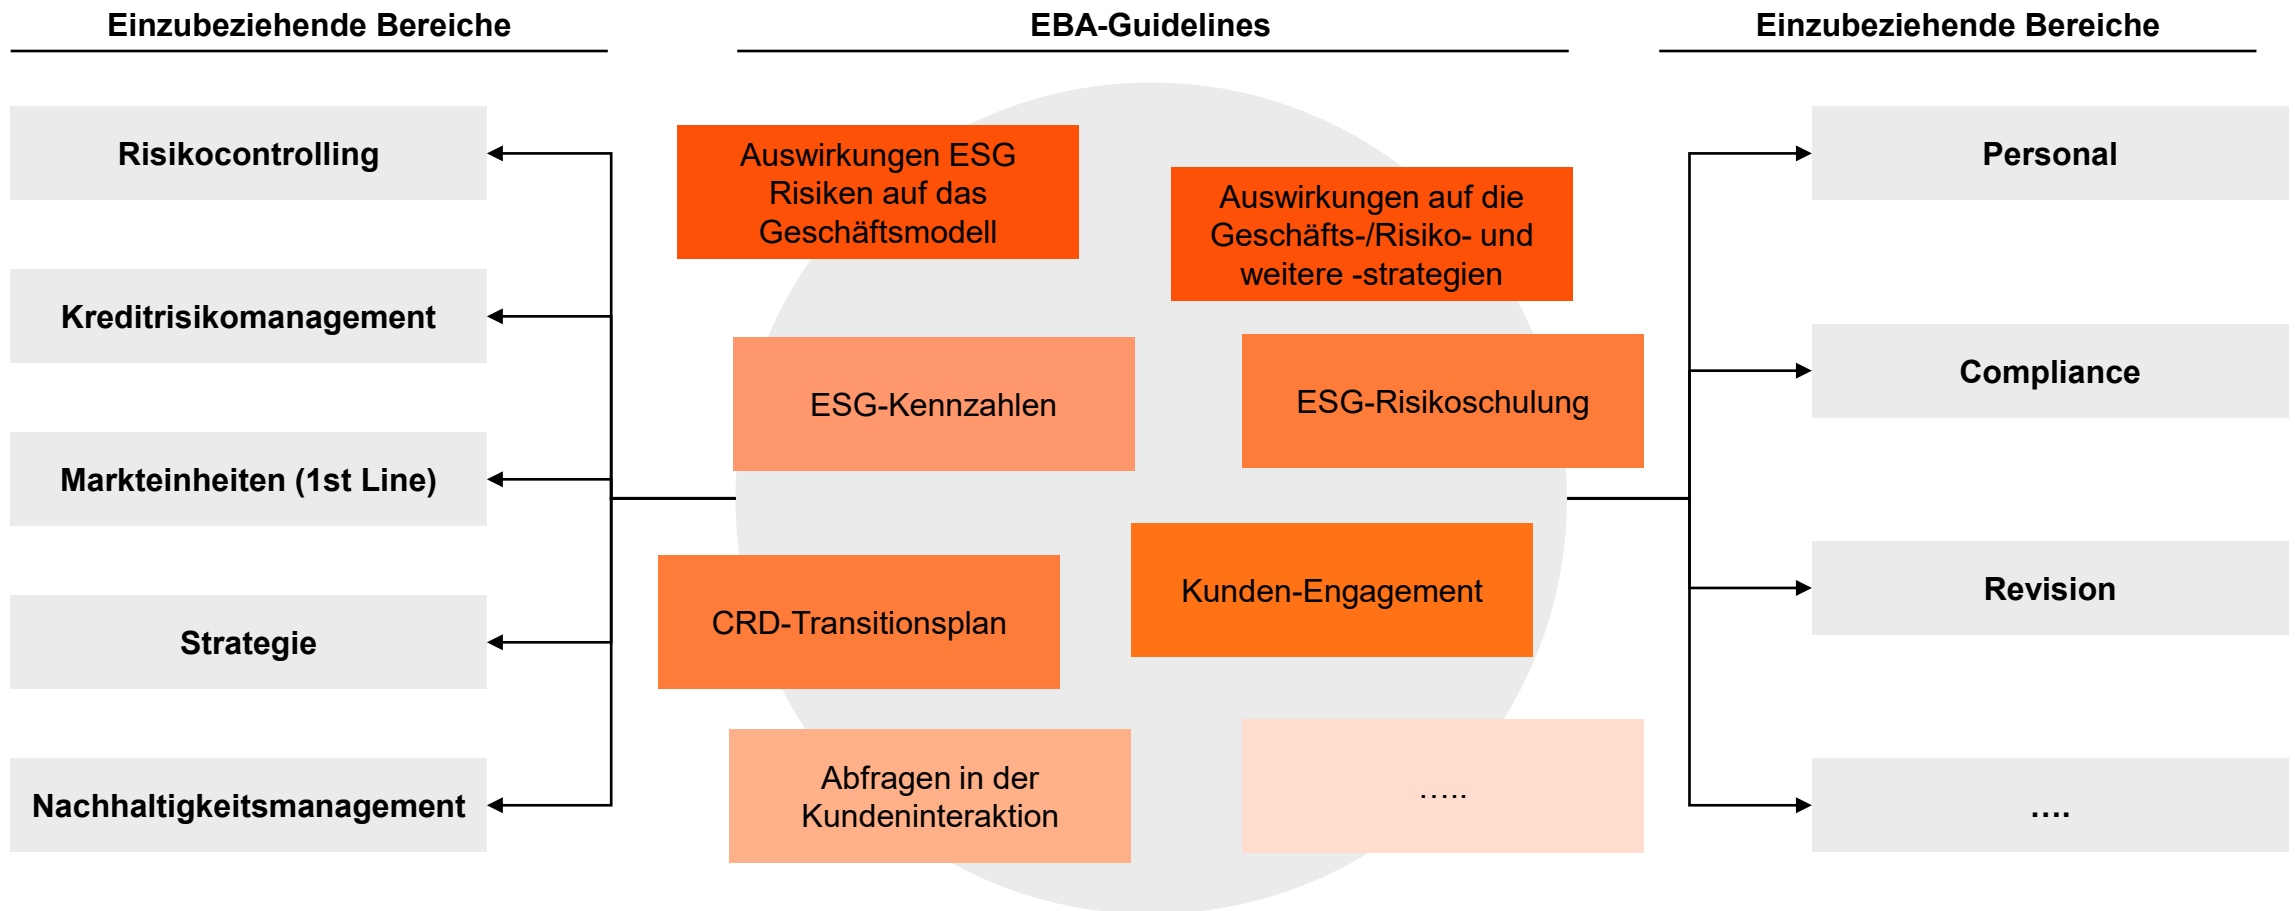 Einzubeziehende Bereiche
EBA-Guidelines
Einzubeziehende Bereiche
Risikocontrolling
Kreditrisikomanagement
Markteinheiten (1st Line)
Strategie
Nachhaltigkeitsmanagement
Auswirkungen ESG
Risiken auf das
Geschäftsmodell
Auswirkungen auf die
Geschäfts-/Risiko- und
weitere -strategien
ESG-Kennzahlen
ESG-Risikoschulung
CRD-Transitionsplan
Kunden-Engagement
Abfragen in der
Kundeninteraktion
…..
Personal
Compliance
Revision
….